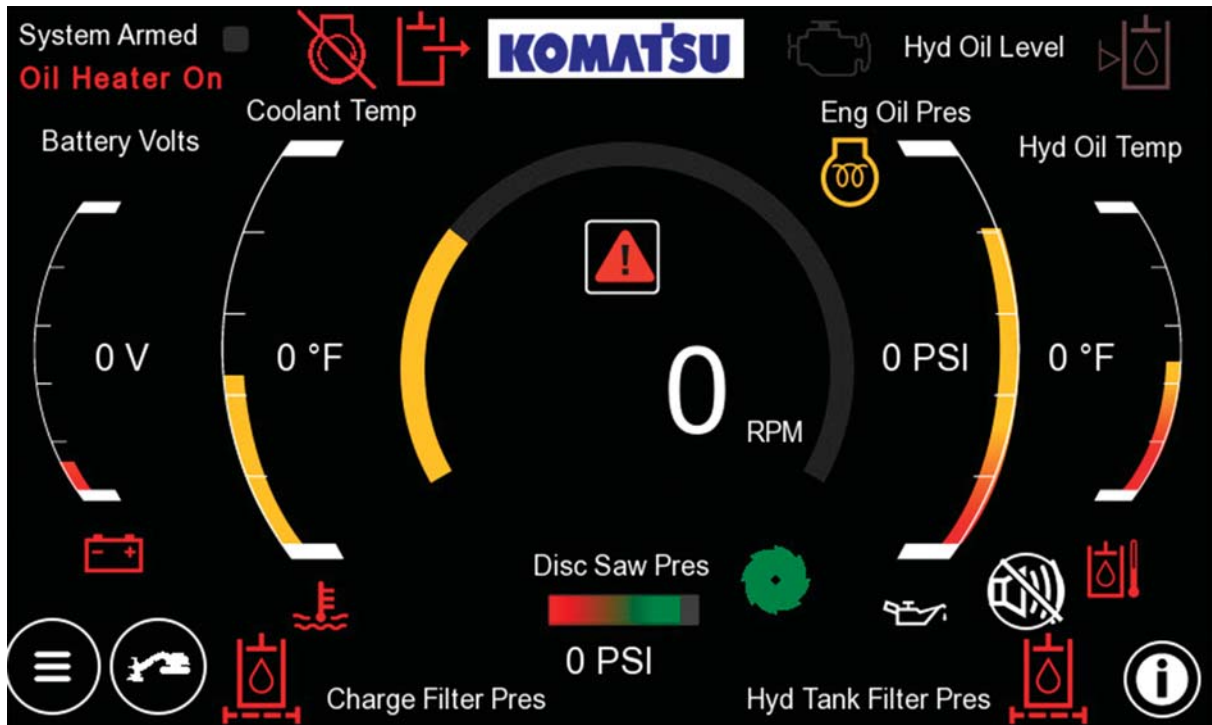 System Armed
Oil Heater On
KOMATSU
Hyd Oil Level
Coolant Temp
Eng Oil Pres
Battery Volts
Hyd Oil Temp
0 V
0 °F
0 PSI
0 °F
0
RPM
Disc Saw Pres
0 PSI
Charge Filter Pres
Hyd Tank Filter Pres